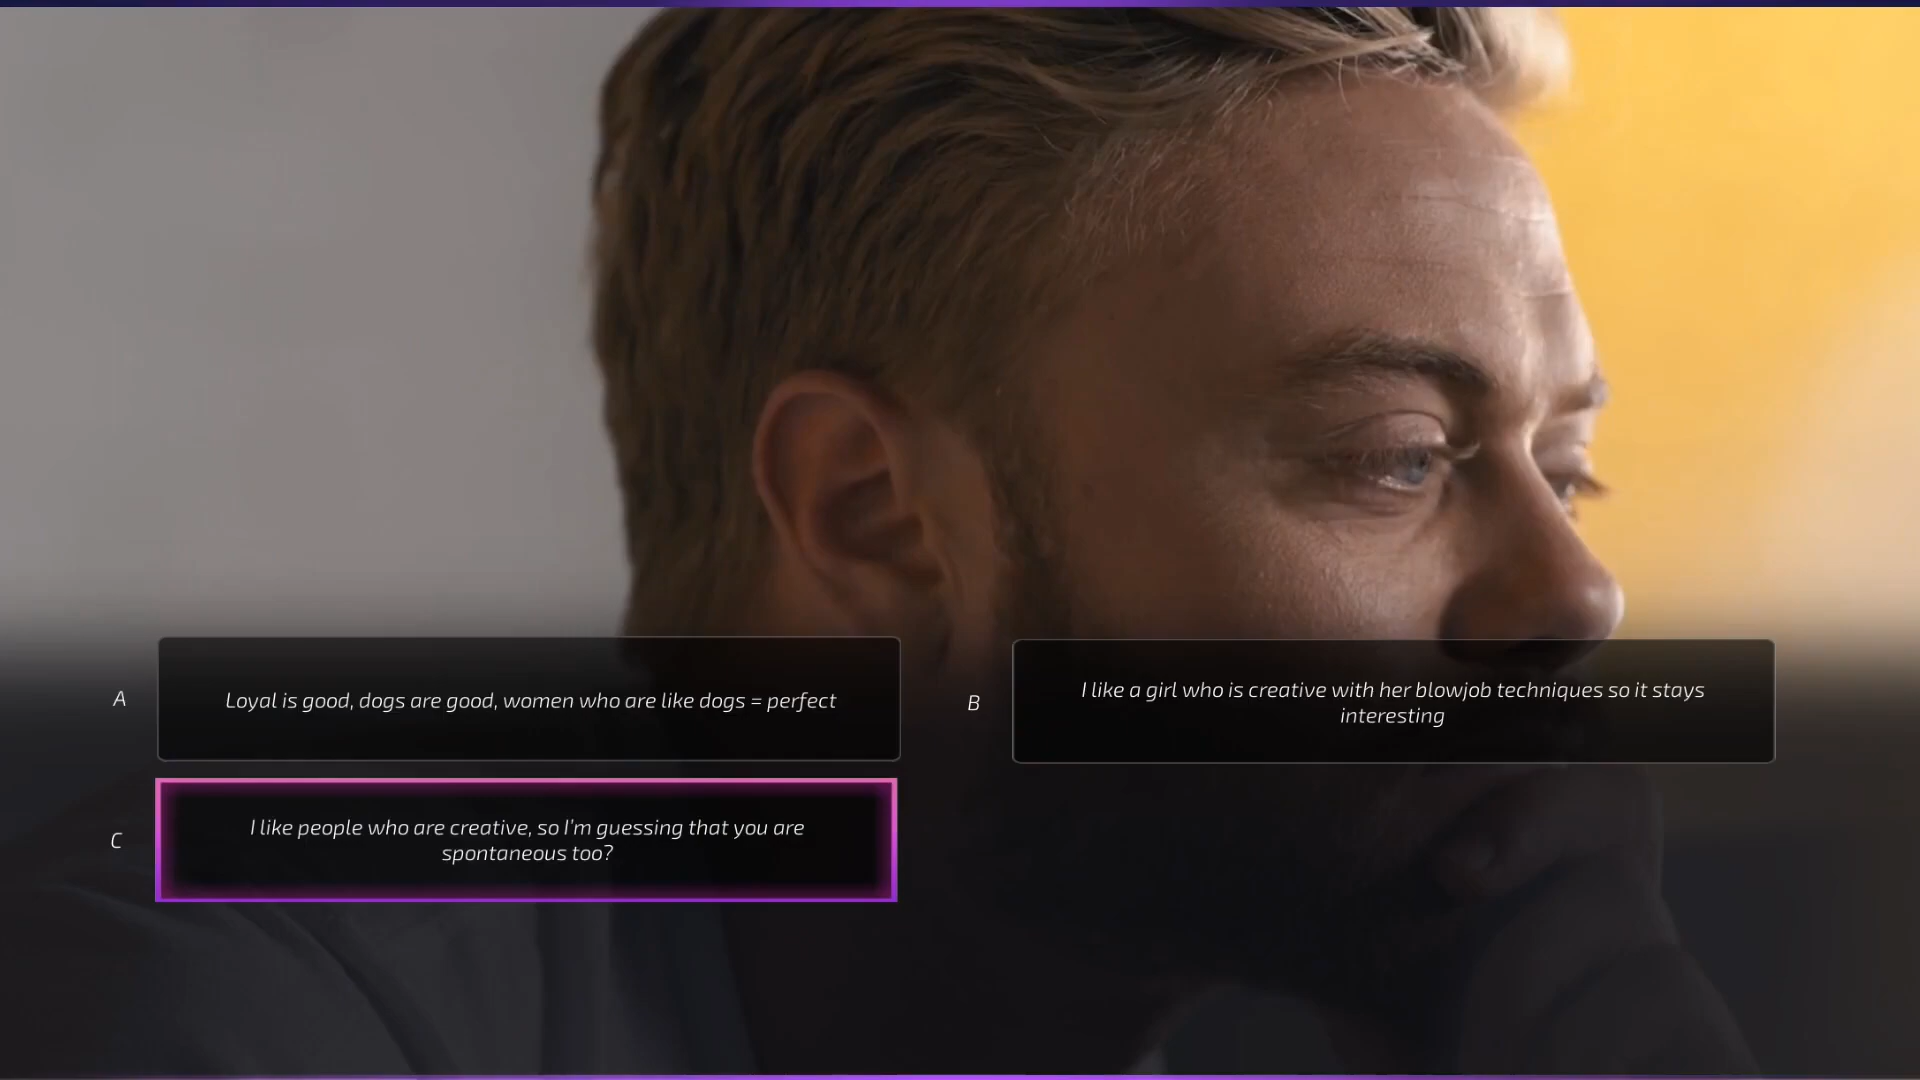 A
Loyal is good, dogs are good, women who are like dogs = perfect
B
I like a girl who is creative with her blowjob techniques so it stays
interesting
C
I like people who are creative, so I'm guessing that you are
spontaneous too?